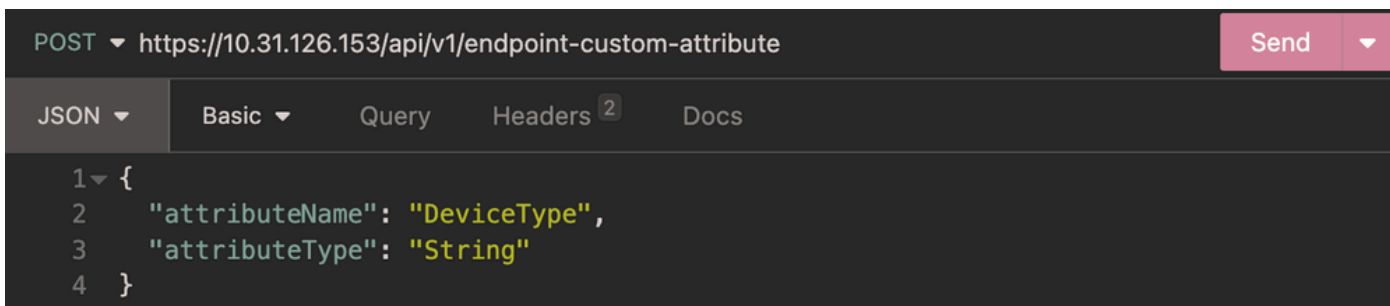 POST https://10.31.126.153/api/v1/endpoint-custom-attribute Send
JSON Basic Query Headers 2 Docs
1 {
2 "attributeName": "DeviceType",
3 "attributeType": "String"
4 }